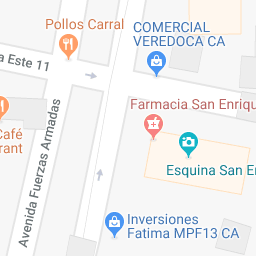 Pollos Carral
COMERCIAL
VEREDOCA CA
a Este 11
Farmacia San Enriqu
Café
rant
Avenida Fuerzas Armadas
Esquina San E
Inversiones
Fatima MPF13 CA